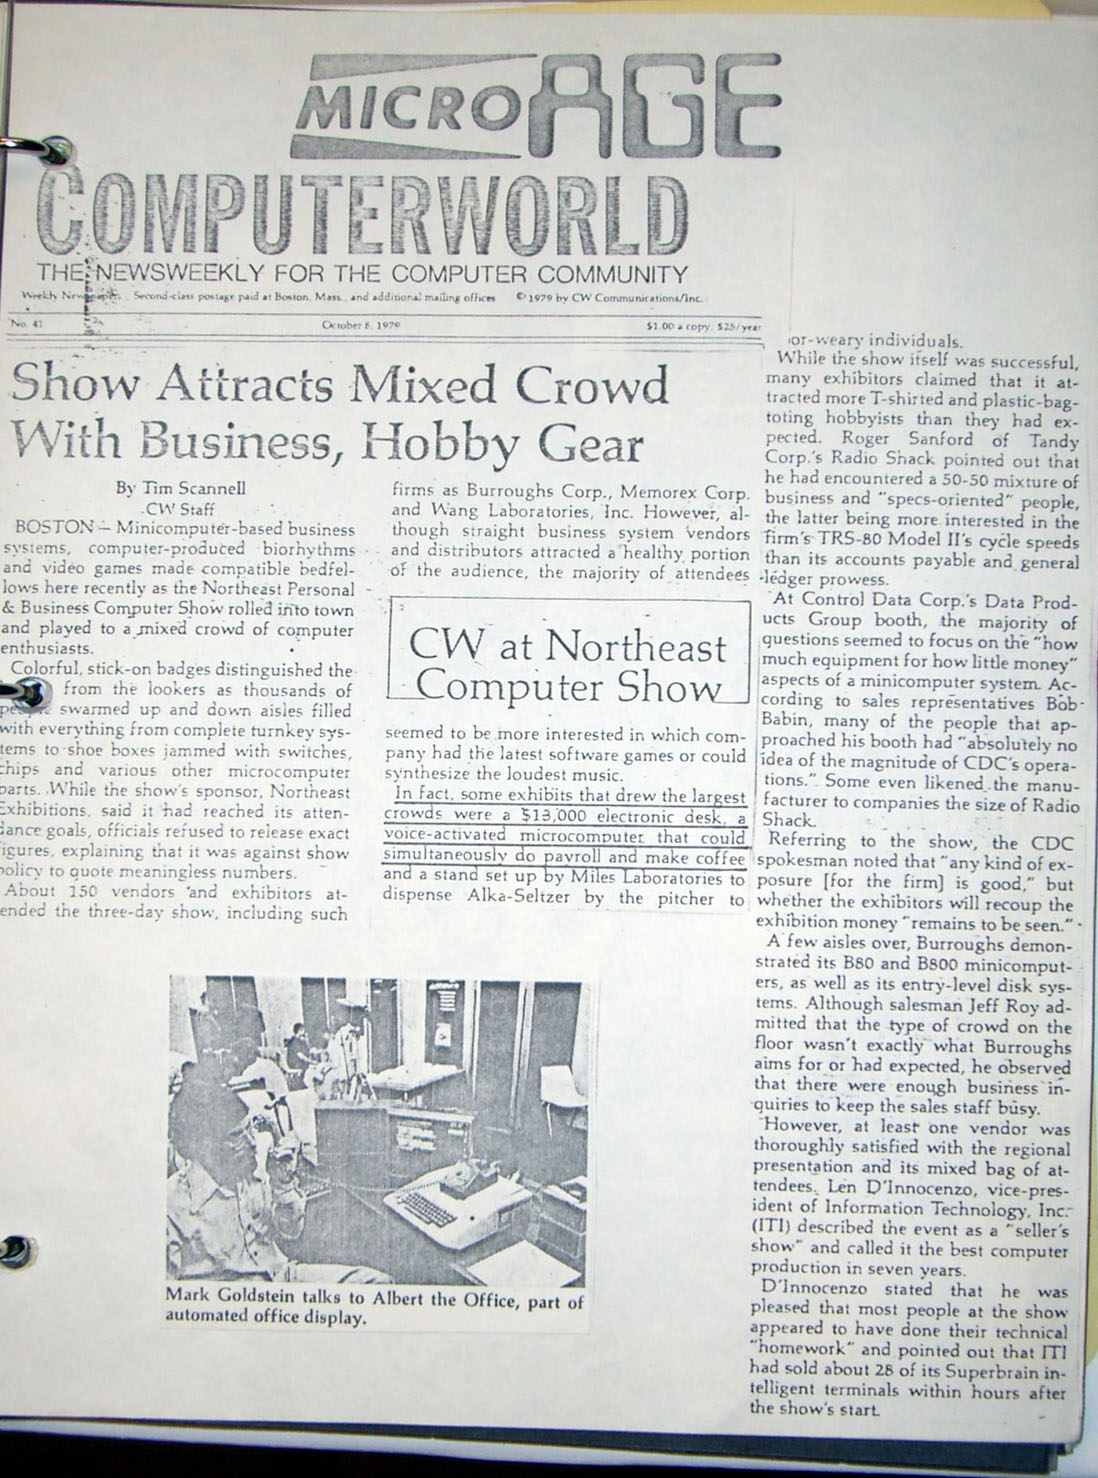 MICROAGE
COMPUTERWORLD
THE NEWSWEEKLY FOR THE COMPUTER COMMUNITY
Weekly Newspaper. Second-class postage paid at Boston, Mass., and additional mailing offices © 1979 by CW Communications/Inc.
No. 41 October 8, 1979 $1.00 a copy, $25/year
Show Attracts Mixed Crowd
With Business, Hobby Gear
By Tim Scannell
CW Staff
BOSTON — Minicomputer-based business
systems, computer-produced biorhythms
and video games made compatible bedfel-
lows here recently as the Northeast Personal
& Business Computer Show rolled into town
and played to a mixed crowd of computer
enthusiasts.
Colorful, stick-on badges distinguished the
from the lookers as thousands of
people swarmed up and down aisles filled
with everything from complete turnkey sys-
tems to shoe boxes jammed with switches,
chips and various other microcomputer
parts. While the show's sponsor, Northeast
Exhibitions, said it had reached its atten-
dance goals, officials refused to release exact
figures, explaining that it was against show
policy to quote meaningless numbers.
About 150 vendors and exhibitors at-
ended the three-day show, including such
firms as Burroughs Corp., Memorex Corp.
and Wang Laboratories, Inc. However, al-
though straight business system vendors
and distributors attracted a healthy portion
of the audience, the majority of attendees
CW at Northeast
Computer Show
seemed to be more interested in which com-
pany had the latest software games or could
synthesize the loudest music.
In fact, some exhibits that drew the largest
crowds were a $13,000 electronic desk, a
voice-activated microcomputer that could
simultaneously do payroll and make coffee
and a stand set up by Miles Laboratories to
dispense Alka-Seltzer by the pitcher to
or-weary individuals.
While the show itself was successful,
many exhibitors claimed that it at-
tracted more T-shirted and plastic-bag-
toting hobbyists than they had ex-
pected. Roger Sanford of Tandy
Corp.'s Radio Shack pointed out that
he had encountered a 50-50 mixture of
business and "specs-oriented" people,
the latter being more interested in the
firm's TRS-80 Model II's cycle speeds
than its accounts payable and general
ledger prowess.
At Control Data Corp.'s Data Prod-
ucts Group booth, the majority of
questions seemed to focus on the "how
much equipment for how little money"
aspects of a minicomputer system. Ac-
cording to sales representatives Bob
Babin, many of the people that ap-
proached his booth had "absolutely no
idea of the magnitude of CDC's opera-
tions." Some even likened the manu-
facturer to companies the size of Radio
Shack.
Referring to the show, the CDC
spokesman noted that "any kind of ex-
posure [for the firm] is good," but
whether the exhibitors will recoup the
exhibition money "remains to be seen."
A few aisles over, Burroughs demon-
strated its B80 and B800 minicomput-
ers, as well as its entry-level disk sys-
tems. Although salesman Jeff Roy ad-
mitted that the type of crowd on the
floor wasn't exactly what Burroughs
aims for or had expected, he observed
that there were enough business in-
quiries to keep the sales staff busy.
However, at least one vendor was
thoroughly satisfied with the regional
presentation and its mixed bag of at-
tendees. Len D'Innocenzo, vice-pres-
ident of Information Technology, Inc.
(ITI) described the event as a "seller's
show" and called it the best computer
production in seven years.
D'Innocenzo stated that he was
pleased that most people at the show
appeared to have done their technical
"homework" and pointed out that ITI
had sold about 28 of its Superbrain in-
telligent terminals within hours after
the show's start.
Mark Goldstein talks to Albert the Office, part of
automated office display.